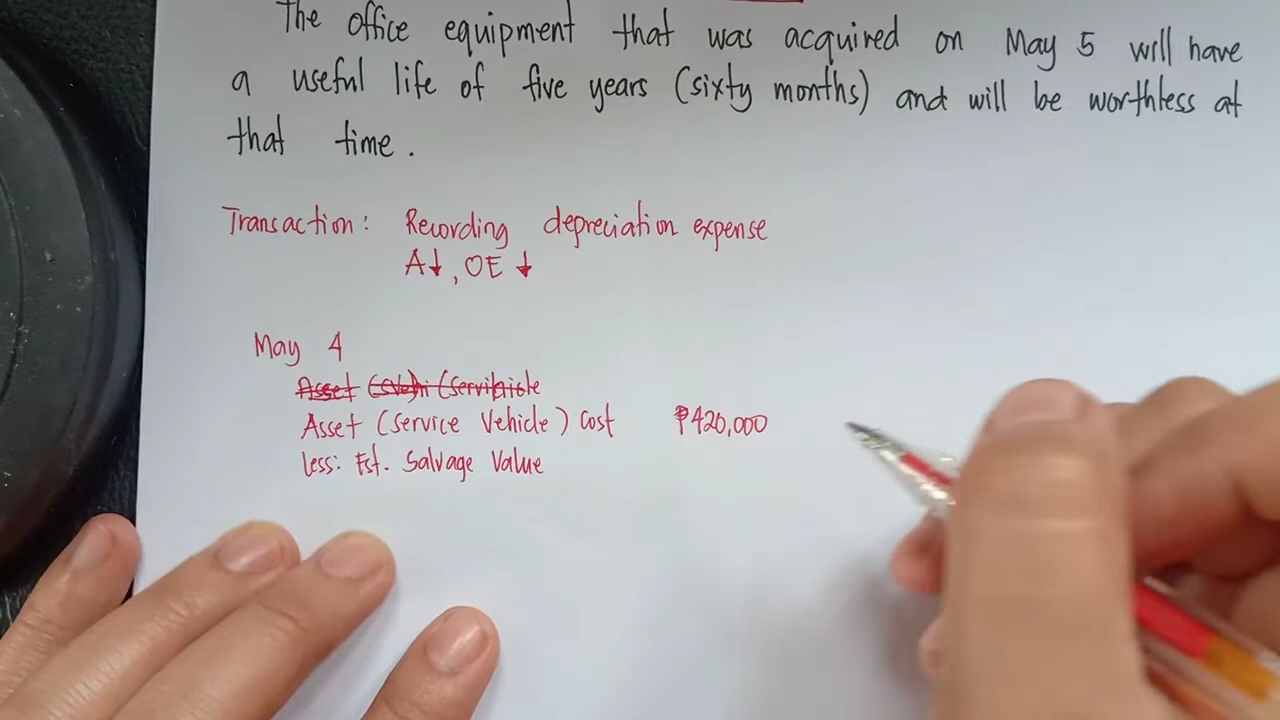 The office equipment that was acquired on May 5 will have
a useful life of five years (sixty months) and will be worthless at
that time.
Transaction: Recording depreciation expense
A↓, OE ↓
May 4
Asset (Service Vehicle) Cost ₱420,000
Less: Est. Salvage Value